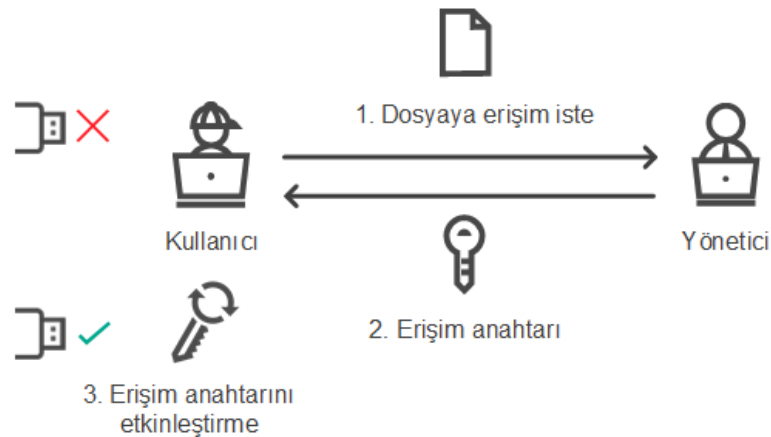 1. Dosyaya erişim iste
Kullanıcı
Yönetici
2. Erişim anahtarı
3. Erişim anahtarını
etkinleştirme